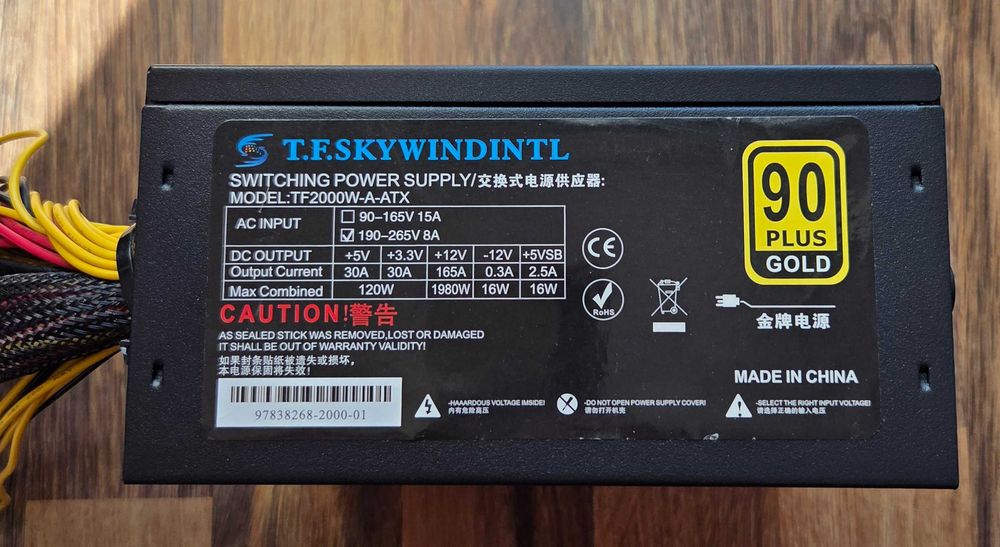 T.F.SKYWINDINTL
SWITCHING POWER SUPPLY/交换式电源供应器:
MODEL:TF2000W-A-ATX
AC INPUT
90–165V 15A
190–265V 8A
DC OUTPUT +5V +3.3V +12V -12V +5VSB
Output Current 30A 30A 165A 0.3A 2.5A
Max Combined 120W 1980W 16W 16W
CE
RoHS
90
PLUS
GOLD
金牌电源
CAUTION!警告
AS SEALED STICK WAS REMOVED,LOST OR DAMAGED
IT SHALL BE OUT OF WARRANTY VALIDITY!
如果封条贴纸被遗失或损坏,
本电源保固将失效!
97838268-2000-01
-HAAARDOUS VOLTAGE IMSIDE!
内有危险高压
-DO NOT OPEN POWER SUPPLY COVER!
请勿打开机壳
MADE IN CHINA
-SELECT THE RIGHT INPUT VOLTAGE!
请选择正确的输入电压